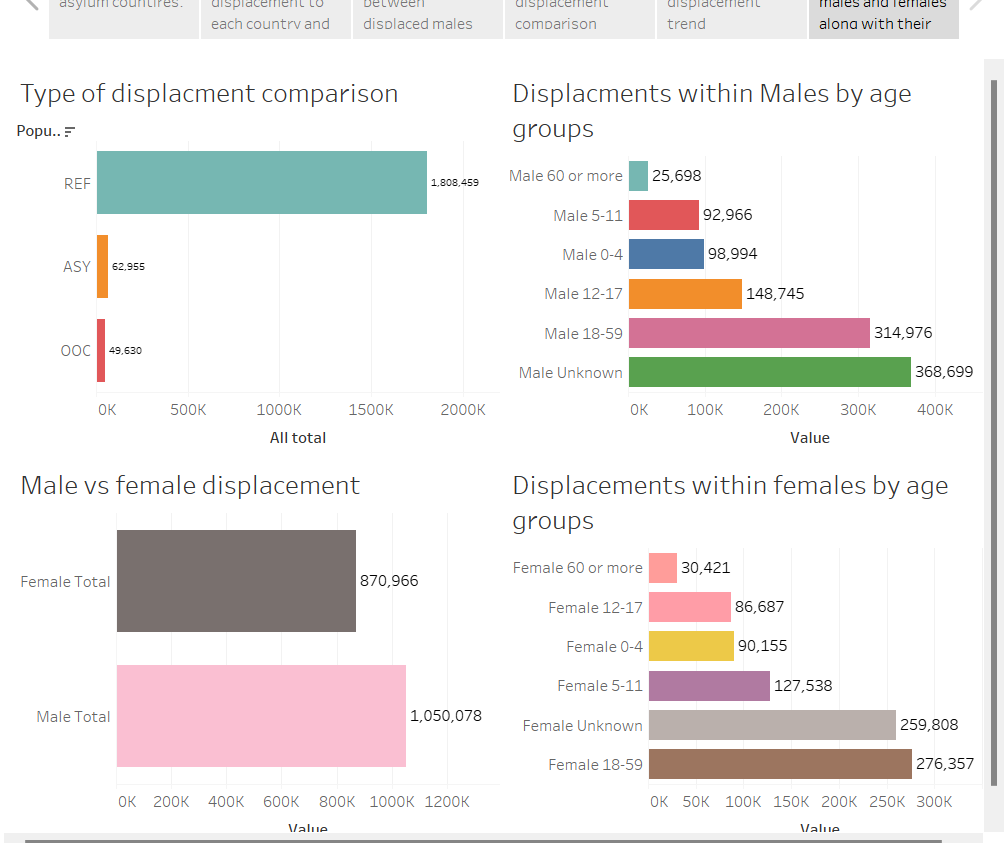 asylum countires.
displacement to
each country and
between
displaced males
displacement
comparison
displacement
trend
males and females
along with their
Type of displacment comparison
Popu..
REF
1,808,459
ASY
62,955
OOC
49,630
0K 500K 1000K 1500K 2000K
All total
Displacments within Males by age
groups
Male 60 or more 25,698
Male 5-11 92,966
Male 0-4 98,994
Male 12-17 148,745
Male 18-59 314,976
Male Unknown 368,699
0K 100K 200K 300K 400K
Value
Male vs female displacement
Female Total 870,966
Male Total 1,050,078
0K 200K 400K 600K 800K 1000K 1200K
Value
Displacements within females by age
groups
Female 60 or more 30,421
Female 12-17 86,687
Female 0-4 90,155
Female 5-11 127,538
Female Unknown 259,808
Female 18-59 276,357
0K 50K 100K 150K 200K 250K 300K
Value